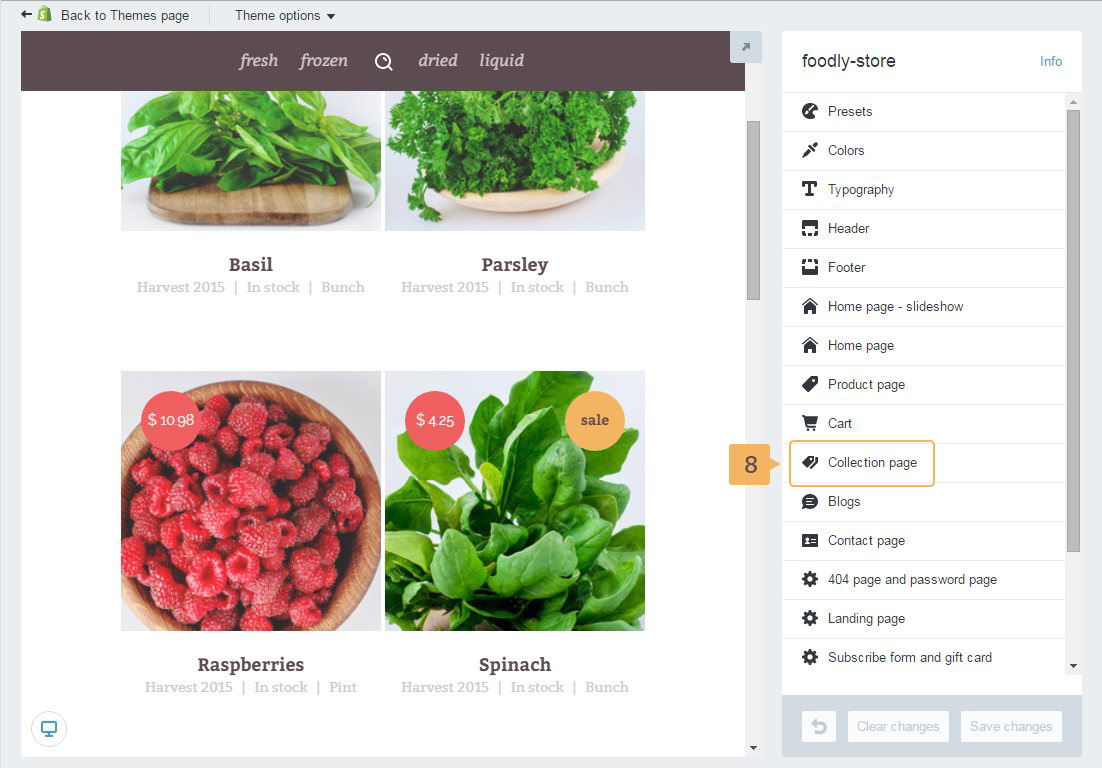 Back to Themes page
Theme options
fresh frozen dried liquid
Basil
Harvest 2015 | In stock | Bunch
Parsley
Harvest 2015 | In stock | Bunch
$ 10.98
$ 4.25
sale
Raspberries
Harvest 2015 | In stock | Pint
Spinach
Harvest 2015 | In stock | Bunch
foodly-store
Info
Presets
Colors
Typography
Header
Footer
Home page - slideshow
Home page
Product page
Cart
8
Collection page
Blogs
Contact page
404 page and password page
Landing page
Subscribe form and gift card
Clear changes
Save changes